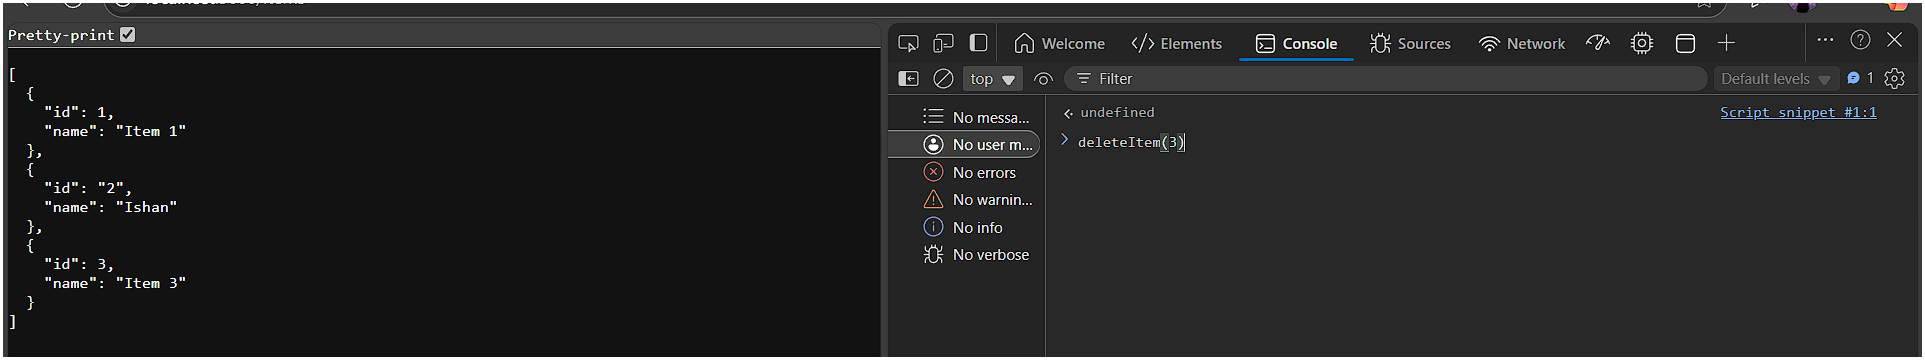 Pretty-print
[
  {
    "id": 1,
    "name": "Item 1"
  },
  {
    "id": "2",
    "name": "Ishan"
  },
  {
    "id": 3,
    "name": "Item 3"
  }
]
Welcome Elements Console Sources Network
top Filter Default levels 1
No messa...
No user m...
No errors
No warnin...
No info
No verbose
undefined Script snippet #1:1
deleteItem(3)